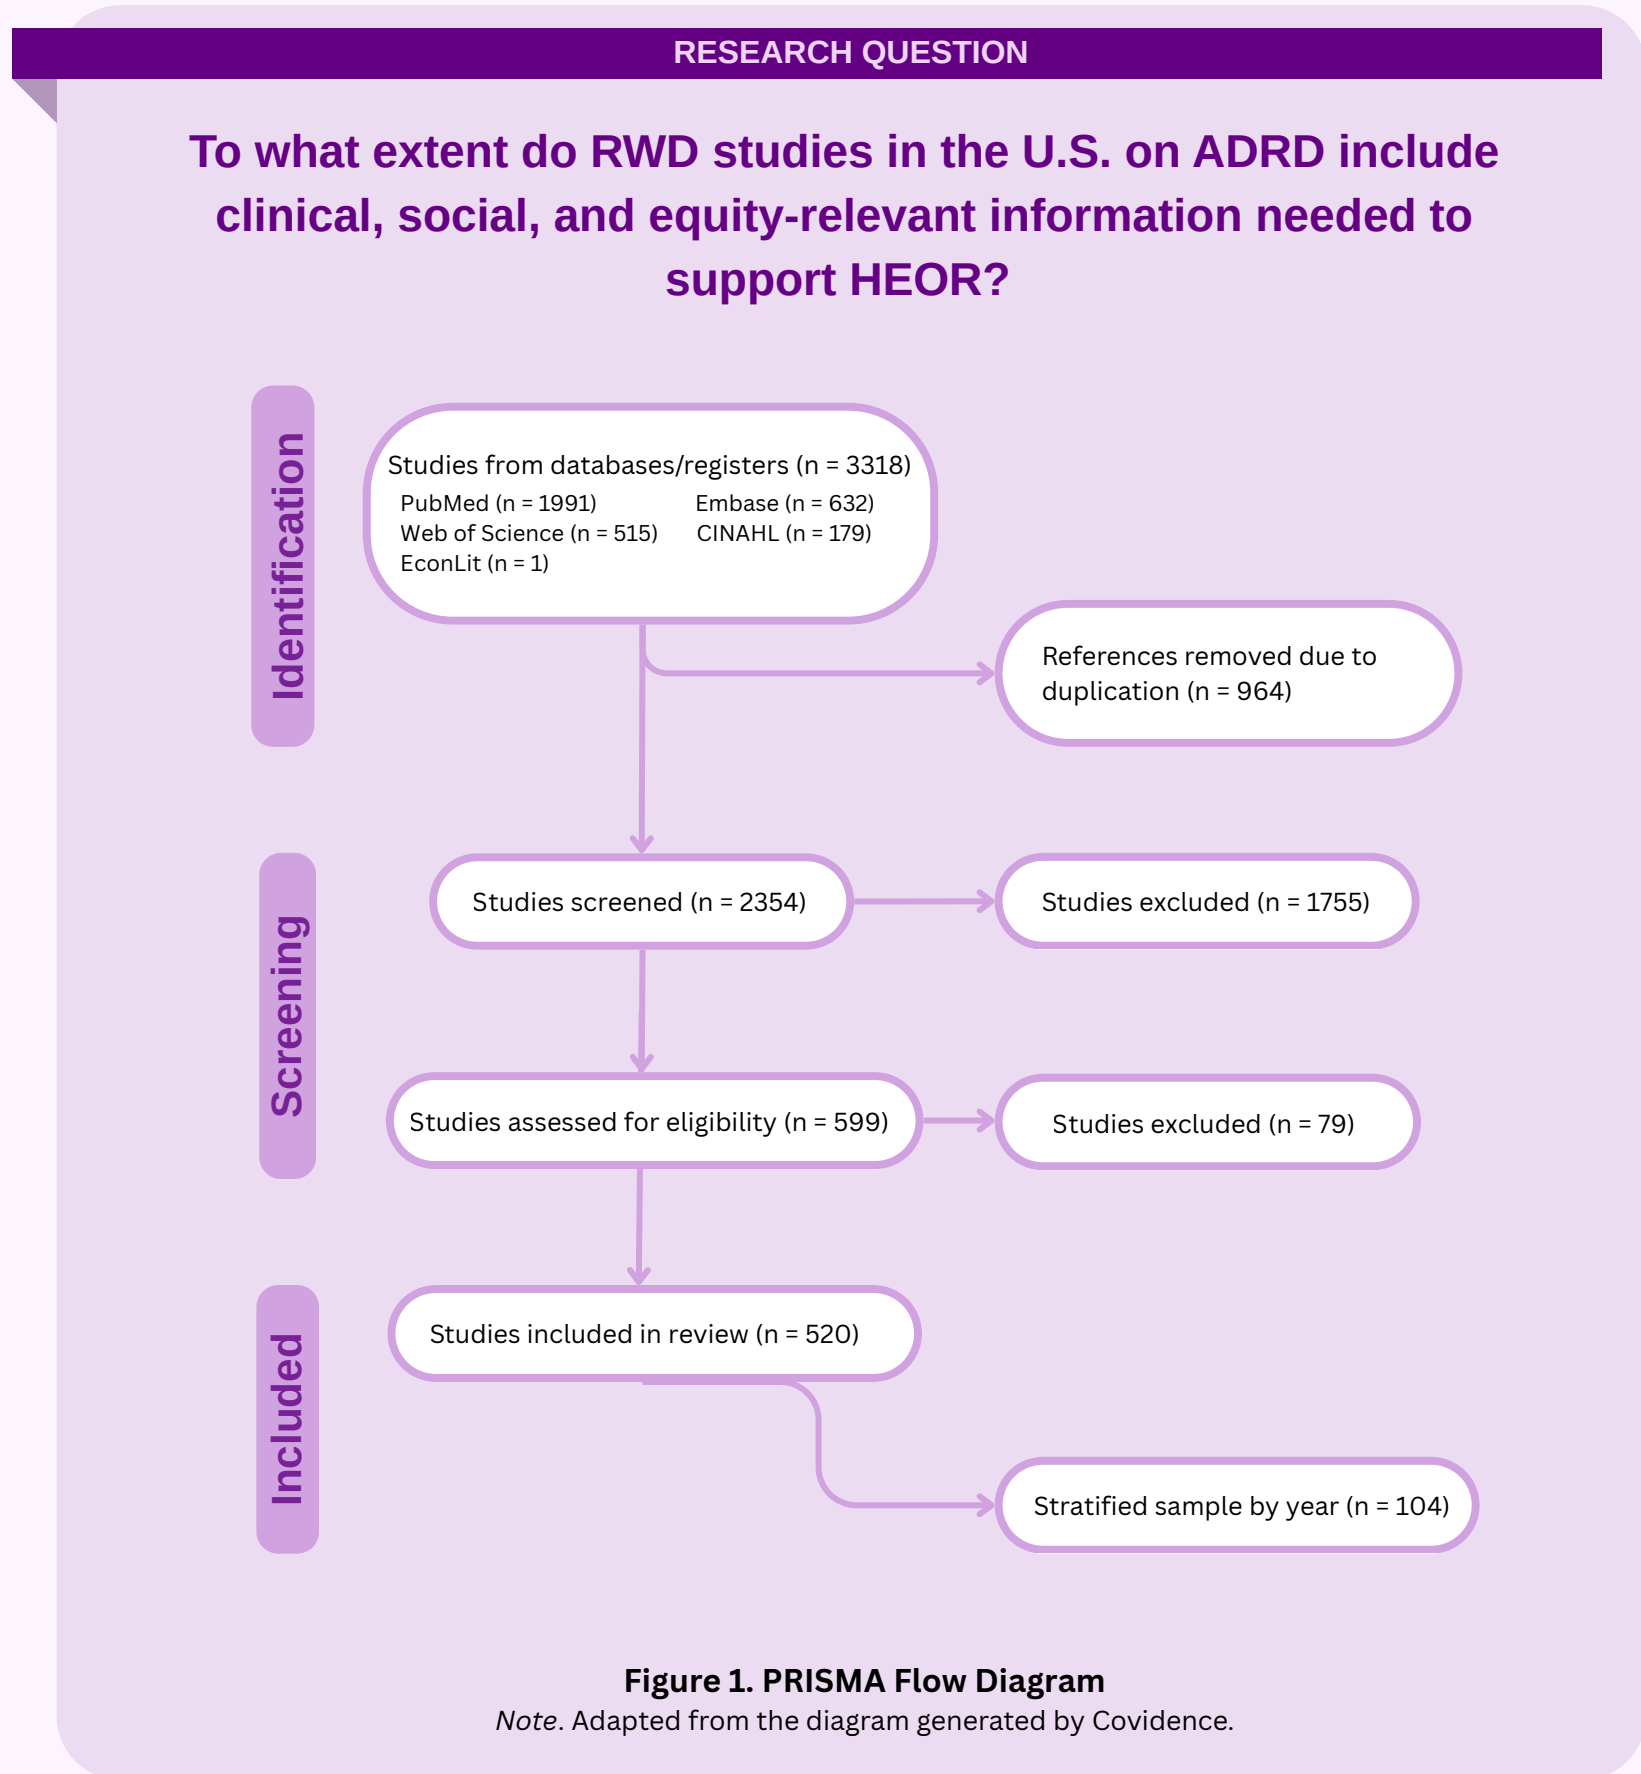 RESEARCH QUESTION
To what extent do RWD studies in the U.S. on ADRD include
clinical, social, and equity-relevant information needed to
support HEOR?
Identification
Studies from databases/registers (n = 3318)
PubMed (n = 1991)
Embase (n = 632)
Web of Science (n = 515)
CINAHL (n = 179)
EconLit (n = 1)
References removed due to
duplication (n = 964)
Screening
Studies screened (n = 2354)
Studies excluded (n = 1755)
Studies assessed for eligibility (n = 599)
Studies excluded (n = 79)
Included
Studies included in review (n = 520)
Stratified sample by year (n = 104)
Figure 1. PRISMA Flow Diagram
Note. Adapted from the diagram generated by Covidence.